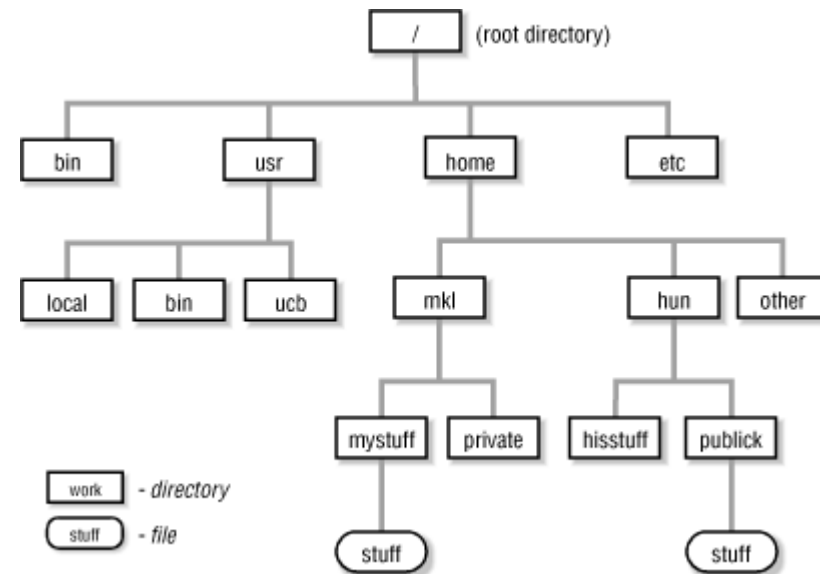 / (root directory)
bin usr home etc
local bin ucb mkl hun other
mystuff private hisstuff publick
work - directory
stuff - file
stuff stuff